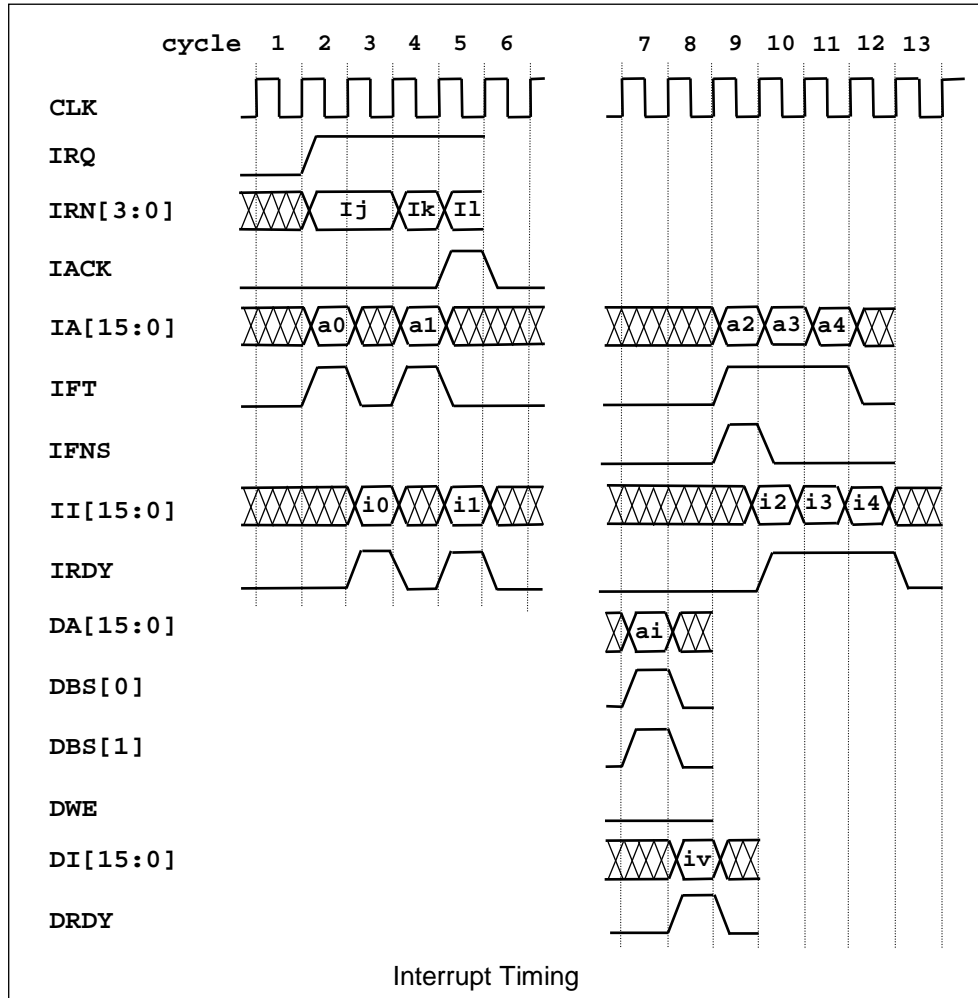 cycle 1 2 3 4 5 6 7 8 9 10 11 12 13
CLK
IRQ
IRN[3:0] Ij Ik Il
IACK
IA[15:0] a0 a1 a2 a3 a4
IFT
IFNS
II[15:0] i0 i1 i2 i3 i4
IRDY
DA[15:0] ai
DBS[0]
DBS[1]
DWE
DI[15:0] iv
DRDY
Interrupt Timing